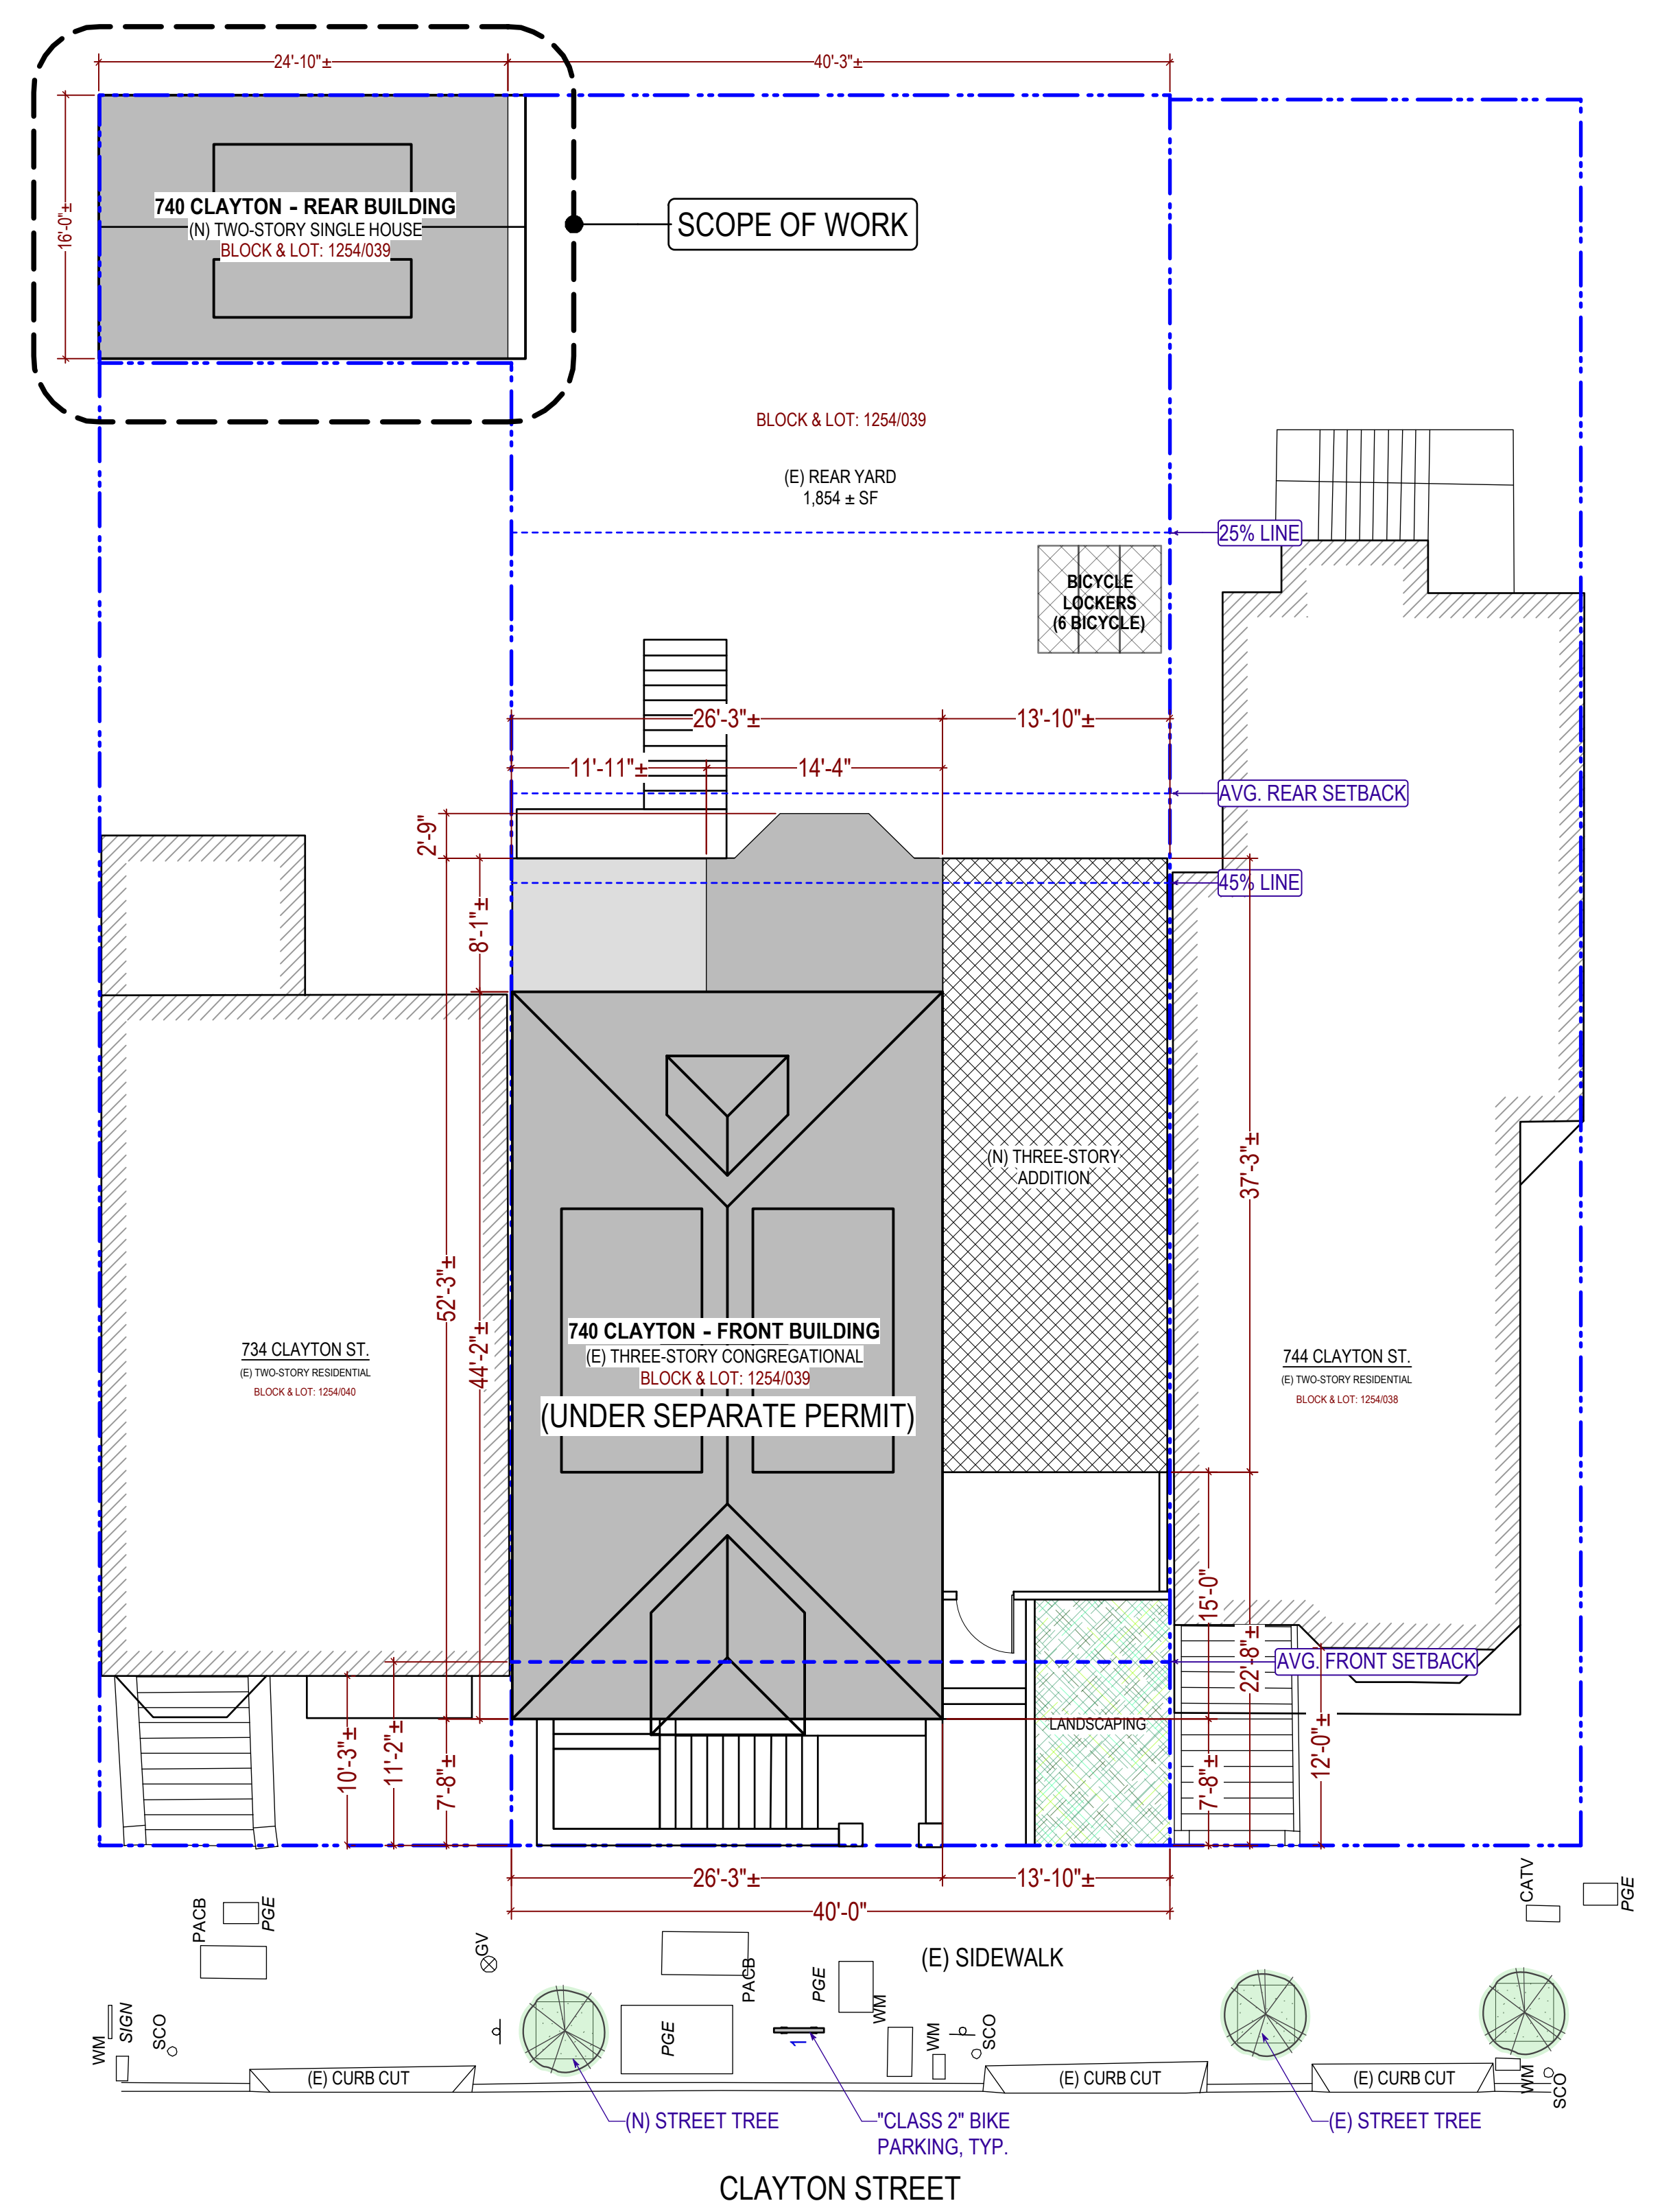 24'-10"±
40'-3"±
16'-0"±
740 CLAYTON - REAR BUILDING
(N) TWO-STORY SINGLE HOUSE
BLOCK & LOT: 1254/039
SCOPE OF WORK
BLOCK & LOT: 1254/039
(E) REAR YARD
1,854 ± SF
25% LINE
BICYCLE
LOCKERS
(6 BICYCLE)
26'-3"±
13'-10"±
11'-11"±
14'-4"
AVG. REAR SETBACK
2'-9"
45% LINE
8'-1"±
(N) THREE-STORY
ADDITION
37'-3"±
52'-3"±
44'-2"±
740 CLAYTON - FRONT BUILDING
(E) THREE-STORY CONGREGATIONAL
BLOCK & LOT: 1254/039
(UNDER SEPARATE PERMIT)
734 CLAYTON ST.
(E) TWO-STORY RESIDENTIAL
BLOCK & LOT: 1254/040
744 CLAYTON ST.
(E) TWO-STORY RESIDENTIAL
BLOCK & LOT: 1254/038
15'-0"
22'-8"±
AVG. FRONT SETBACK
LANDSCAPING
10'-3"±
11'-2"±
7'-8"±
7'-8"±
12'-0"±
26'-3"±
13'-10"±
40'-0"
PACB
PGE
GV
PACB
PGE
WM
(E) SIDEWALK
CATV
PGE
WM
SIGN
SCO
PGE
1
WM
SCO
WM
SCO
(E) CURB CUT
(E) CURB CUT
(E) CURB CUT
(N) STREET TREE
"CLASS 2" BIKE
PARKING, TYP.
(E) STREET TREE
CLAYTON STREET